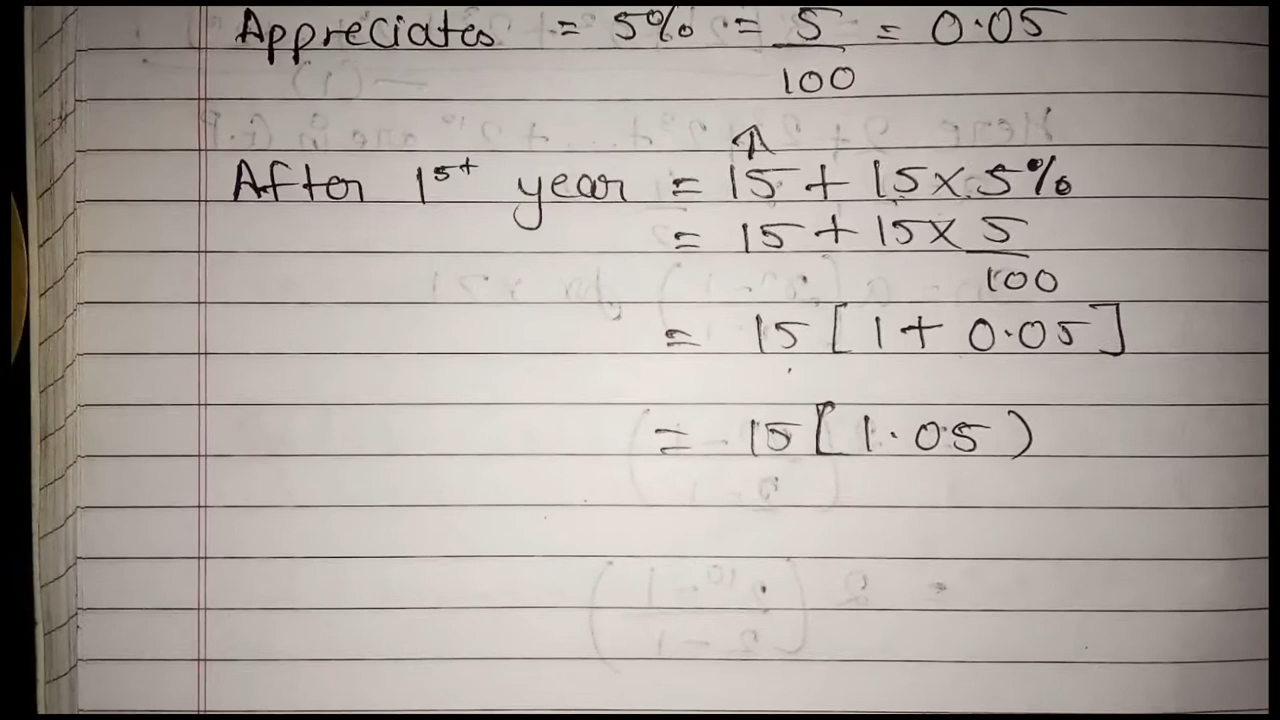 Appreciates = 5% = 5/100 = 0.05
After 1st year = 15 + 15 × 5%
= 15 + 15 × 5/100
= 15 [ 1 + 0.05 ]
= 15 [ 1.05 )